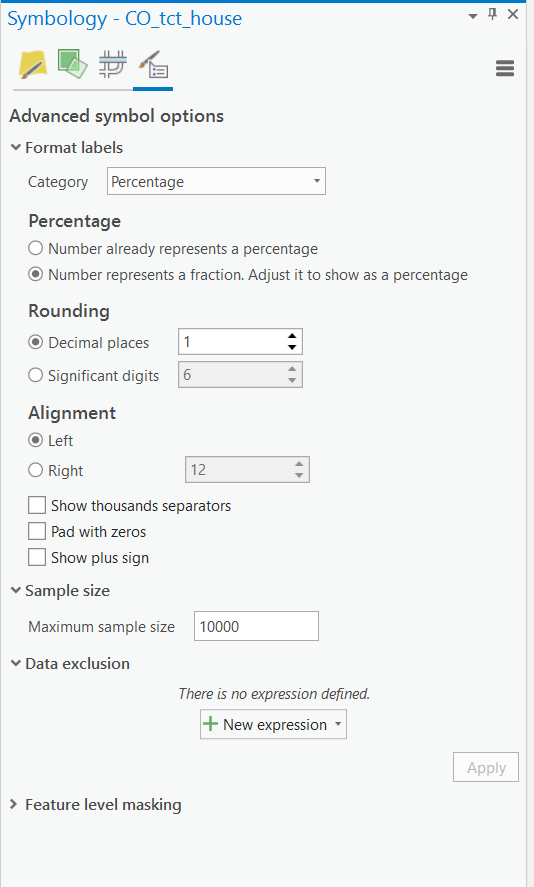 Symbology - CO_tct_house
Advanced symbol options
Format labels
Category Percentage
Percentage
Number already represents a percentage
Number represents a fraction. Adjust it to show as a percentage
Rounding
Decimal places 1
Significant digits 6
Alignment
Left
Right 12
Show thousands separators
Pad with zeros
Show plus sign
Sample size
Maximum sample size 10000
Data exclusion
There is no expression defined.
New expression
Apply
Feature level masking